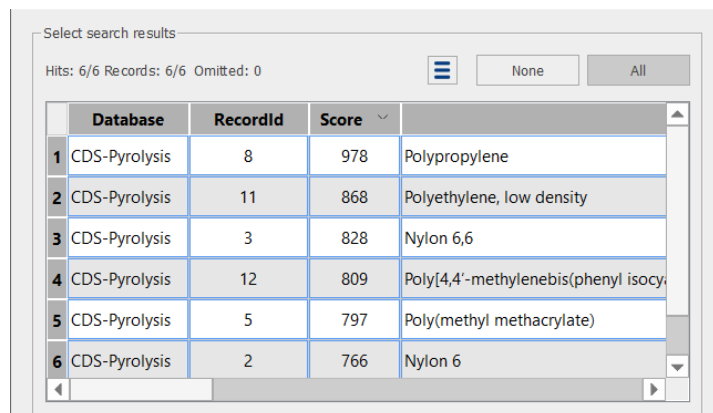 Select search results
Hits: 6/6 Records: 6/6 Omitted: 0 None All
Database RecordId Score
1 CDS-Pyrolysis 8 978 Polypropylene
2 CDS-Pyrolysis 11 868 Polyethylene, low density
3 CDS-Pyrolysis 3 828 Nylon 6,6
4 CDS-Pyrolysis 12 809 Poly[4,4'-methylenebis(phenyl isocya
5 CDS-Pyrolysis 5 797 Poly(methyl methacrylate)
6 CDS-Pyrolysis 2 766 Nylon 6